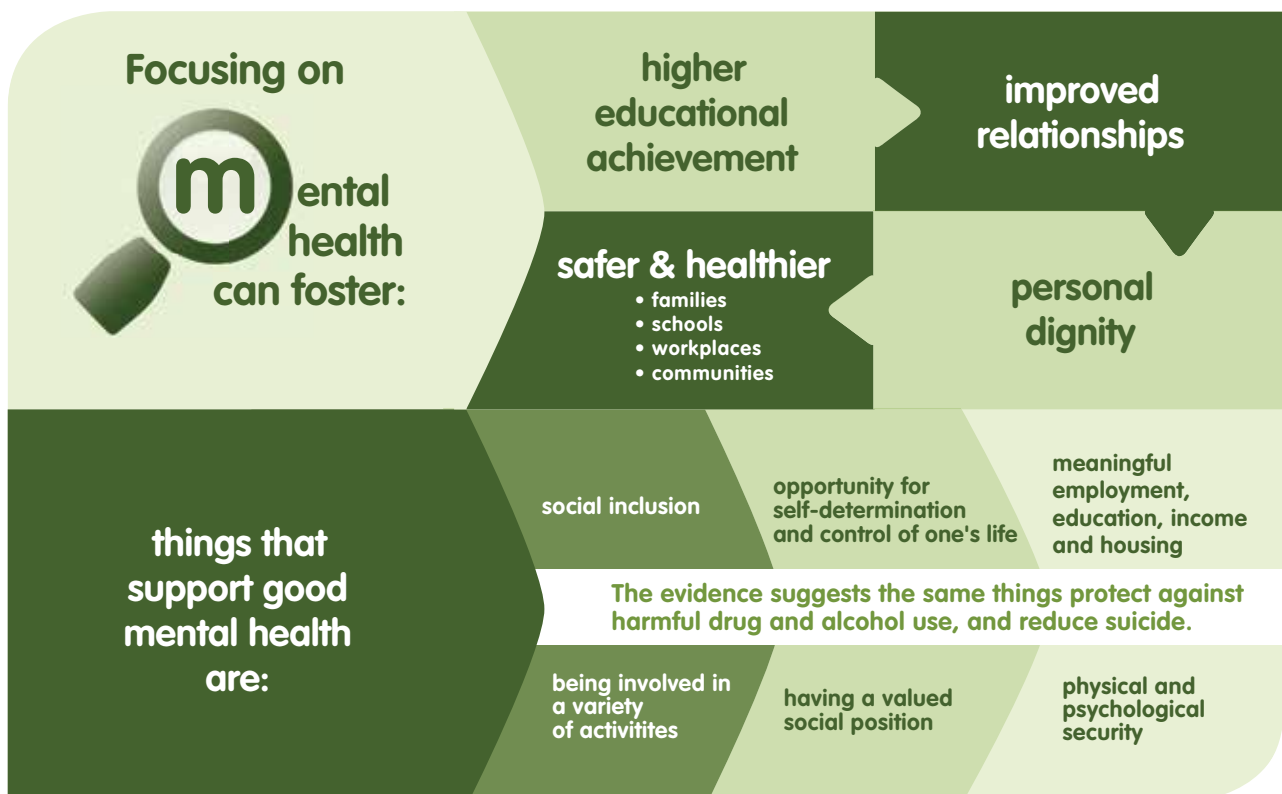 Focusing on
mental
health
can foster:
higher
educational
achievement
improved
relationships
personal
dignity
safer & healthier
• families
• schools
• workplaces
• communities
things that
support good
mental health
are:
social inclusion
opportunity for
self-determination
and control of one's life
meaningful
employment,
education, income
and housing
The evidence suggests the same things protect against
harmful drug and alcohol use, and reduce suicide.
being involved in
a variety
of activitites
having a valued
social position
physical and
psychological
security